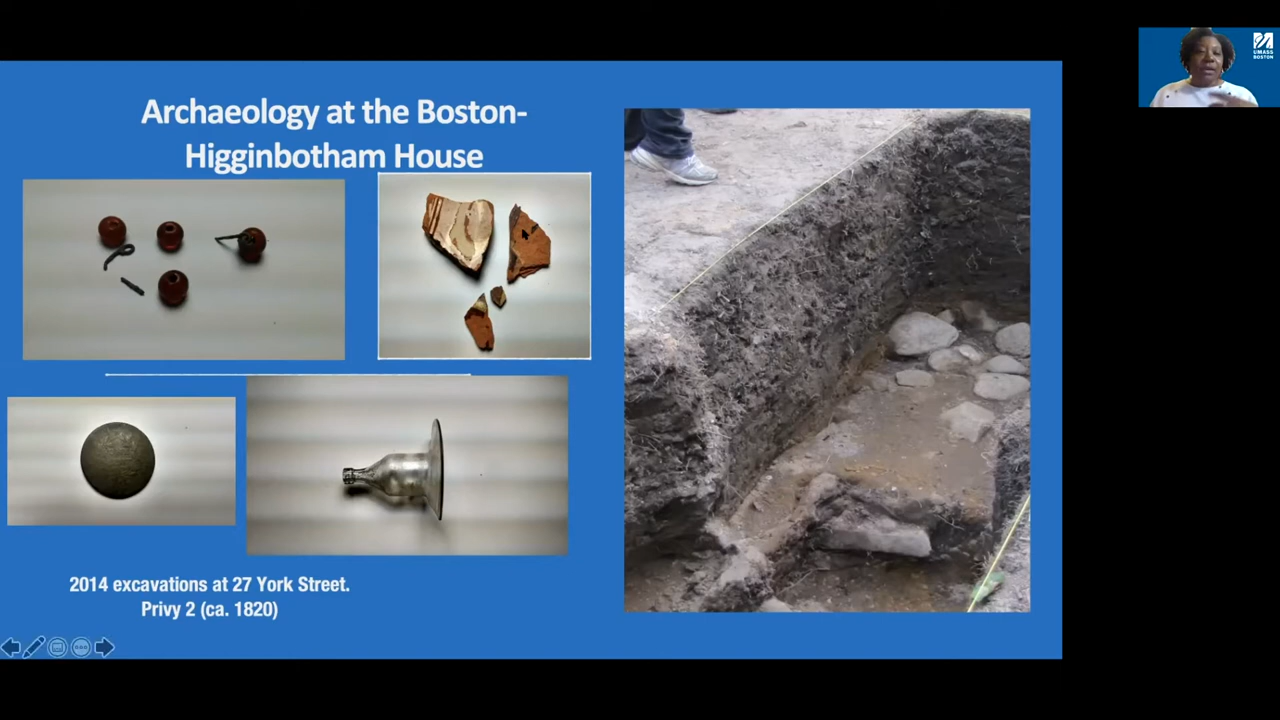 Archaeology at the Boston-
Higginbotham House
2014 excavations at 27 York Street.
Privy 2 (ca. 1820)
UMASS
BOSTON